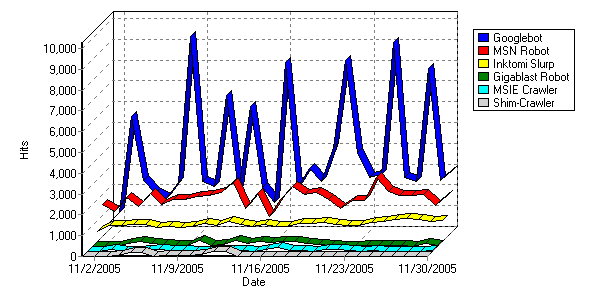 10,000
9,000
8,000
7,000
6,000
5,000
4,000
3,000
2,000
1,000
0
Hits
11/2/2005
11/9/2005
11/16/2005
11/23/2005
11/30/2005
Date
Googlebot
MSN Robot
Inktomi Slurp
Gigablast Robot
MSIE Crawler
Shim-Crawler